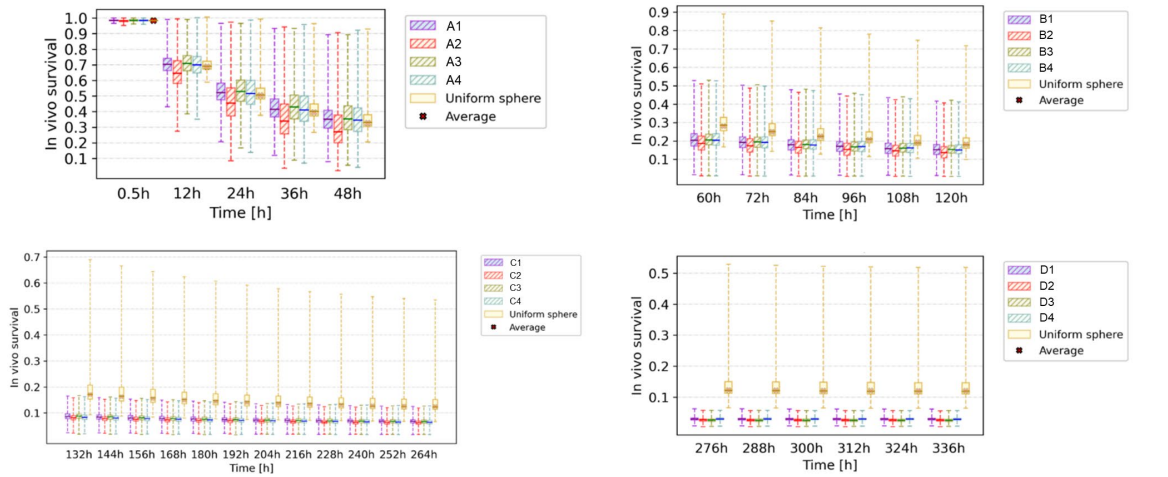 1.0
0.9
0.8
0.7
0.6
0.5
0.4
0.3
0.2
0.1
In vivo survival
0.5h 12h 24h 36h 48h
Time [h]
A1
A2
A3
A4
Uniform sphere
Average
0.9
0.8
0.7
0.6
0.5
0.4
0.3
0.2
0.1
In vivo survival
60h 72h 84h 96h 108h 120h
Time [h]
B1
B2
B3
B4
Uniform sphere
Average
0.7
0.6
0.5
0.4
0.3
0.2
0.1
In vivo survival
132h 144h 156h 168h 180h 192h 204h 216h 228h 240h 252h 264h
Time [h]
C1
C2
C3
C4
Uniform sphere
Average
0.5
0.4
0.3
0.2
0.1
In vivo survival
276h 288h 300h 312h 324h 336h
Time [h]
D1
D2
D3
D4
Uniform sphere
Average